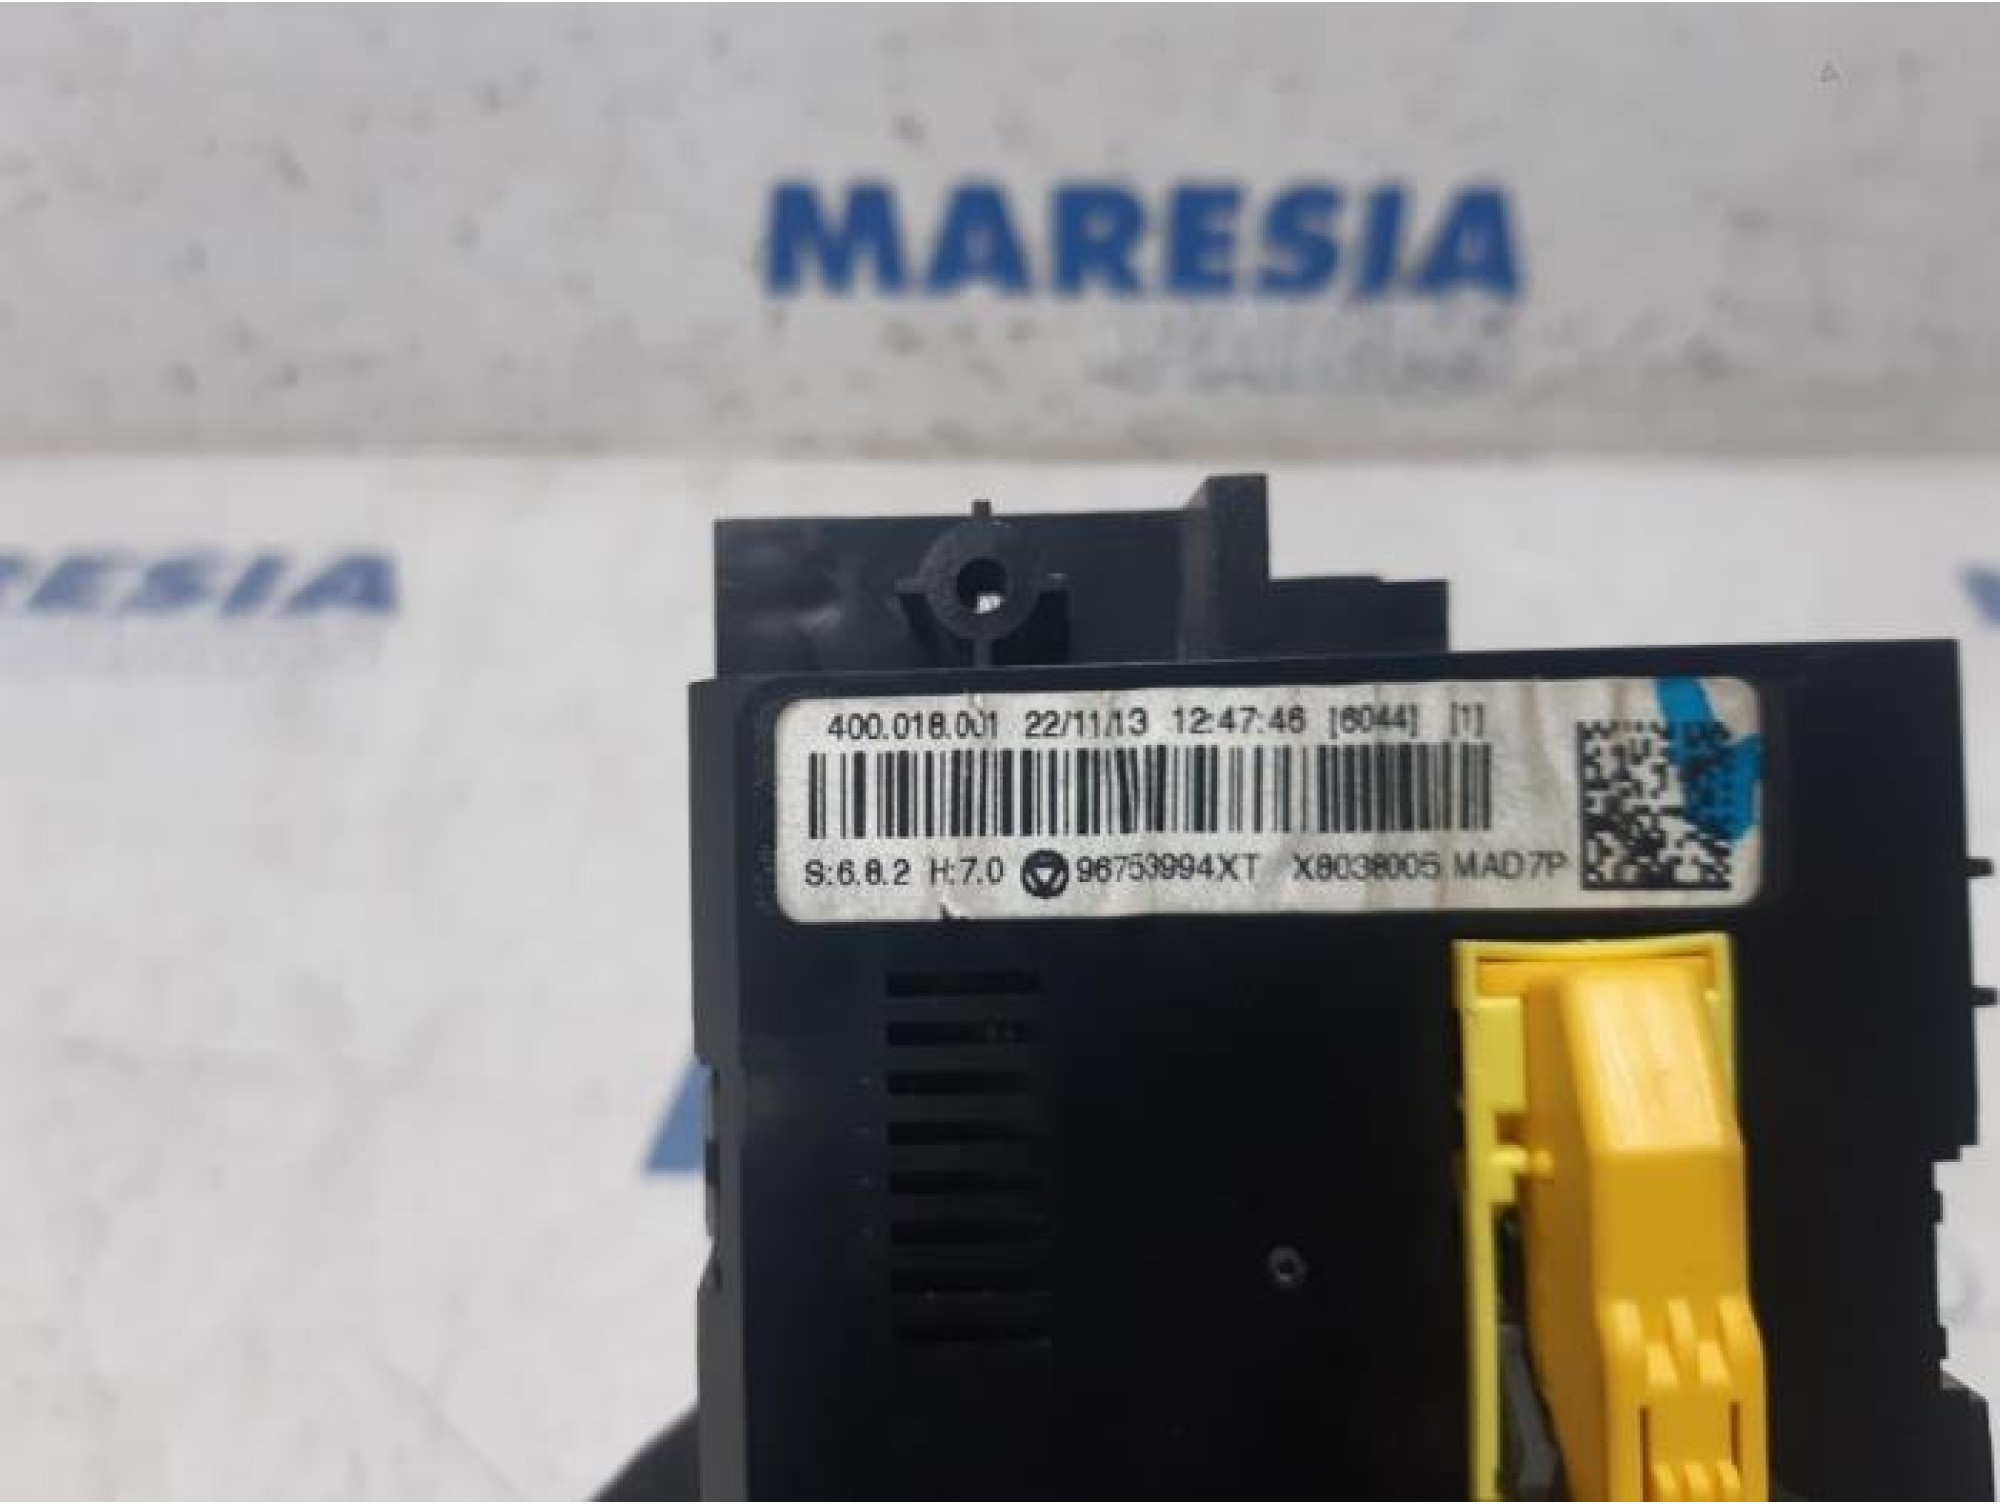 MARESIA
RESIA
400.018.001 22/11/13 12:47:46 [6044] [1]
S:6.8.2 H:7.0 96753994XT X8038005 MAD7P